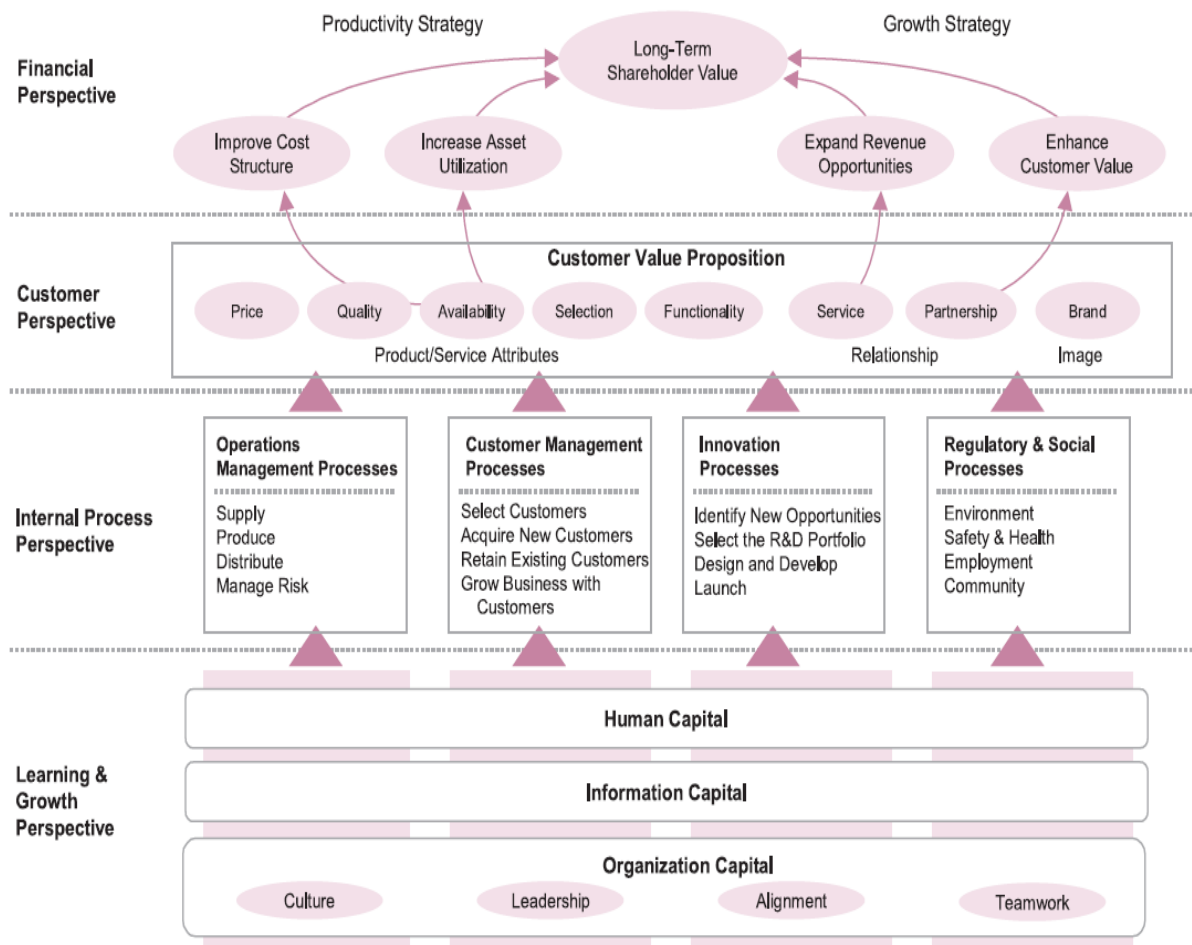 Productivity Strategy
Growth Strategy
Long-Term
Shareholder Value
Financial
Perspective
Improve Cost
Structure
Increase Asset
Utilization
Expand Revenue
Opportunities
Enhance
Customer Value
Customer Value Proposition
Customer
Perspective
Price
Quality
Availability
Selection
Functionality
Service
Partnership
Brand
Product/Service Attributes
Relationship
Image
Internal Process
Perspective
Operations
Management Processes
Supply
Produce
Distribute
Manage Risk
Customer Management
Processes
Select Customers
Acquire New Customers
Retain Existing Customers
Grow Business with
Customers
Innovation
Processes
Identify New Opportunities
Select the R&D Portfolio
Design and Develop
Launch
Regulatory & Social
Processes
Environment
Safety & Health
Employment
Community
Learning &
Growth
Perspective
Human Capital
Information Capital
Organization Capital
Culture
Leadership
Alignment
Teamwork